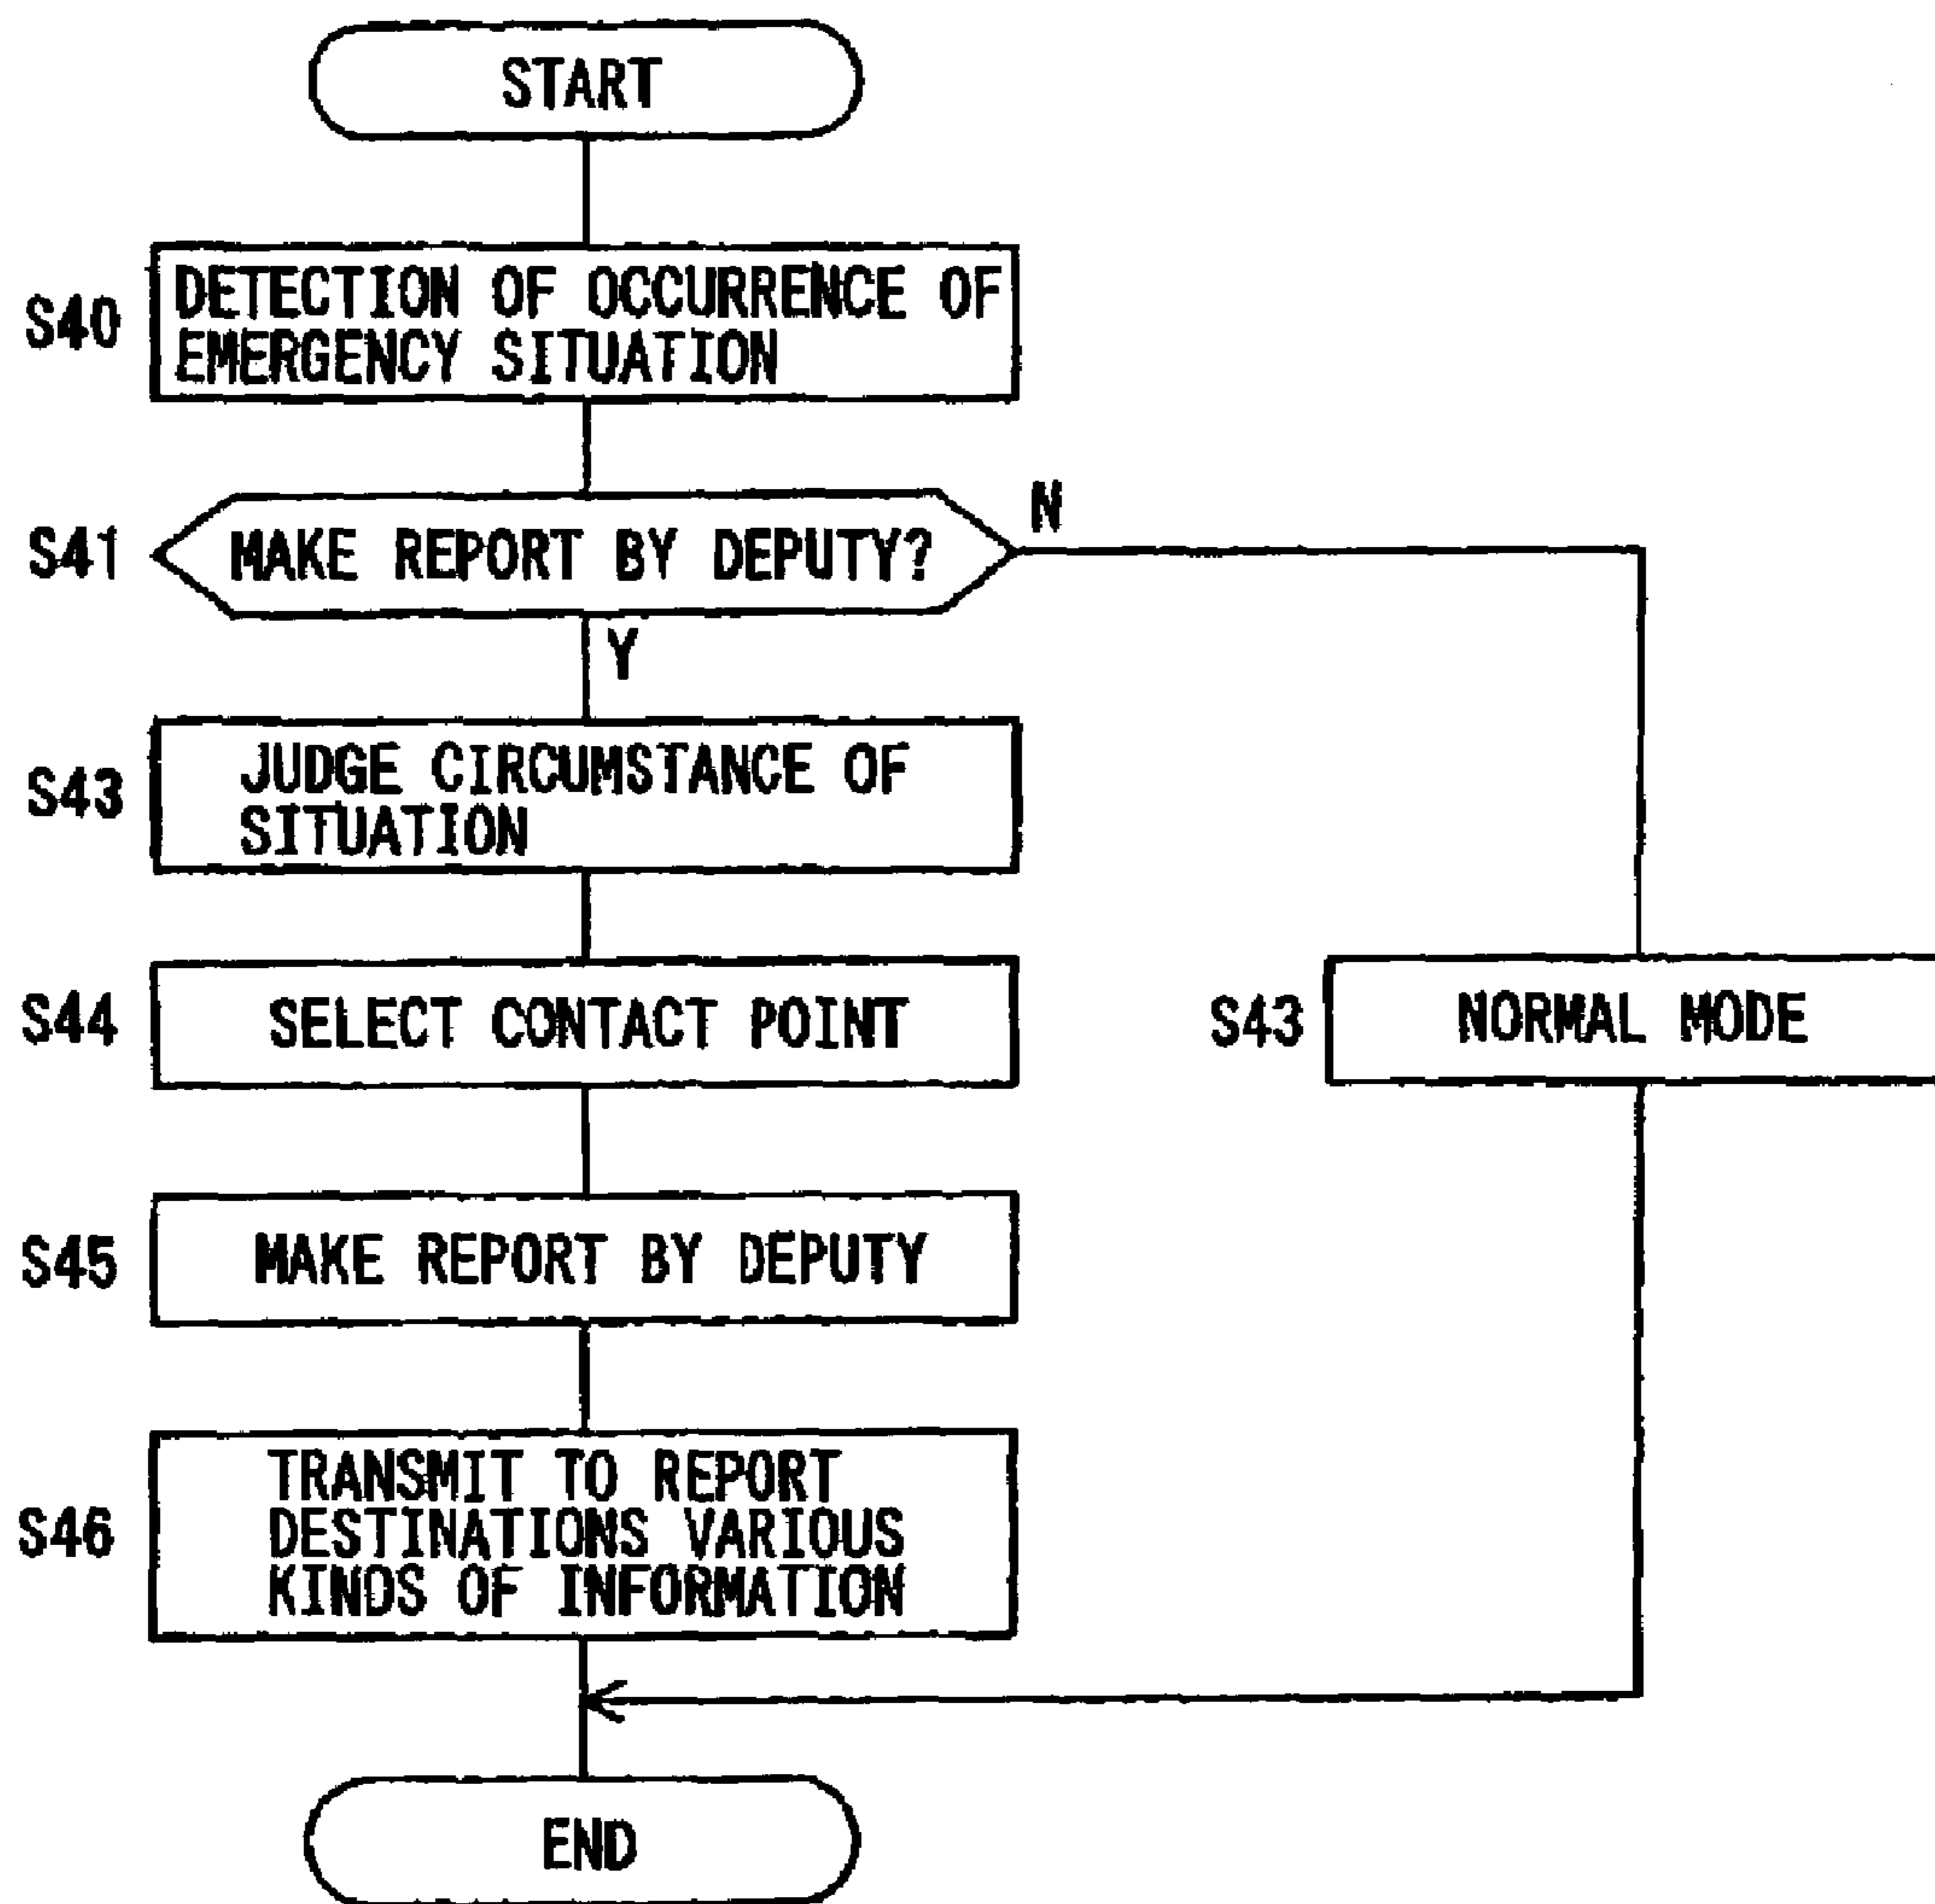 START
S40
DETECTION OF OCCURRENCE OF
EMERGENCY SITUATION
S41
MAKE REPORT BY DEPUTY?
N
Y
S43
JUDGE CIRCUMSTANCE OF
SITUATION
S44
SELECT CONTACT POINT
S43
NORMAL MODE
S45
MAKE REPORT BY DEPUTY
S46
TRANSMIT TO REPORT
DESTINATIONS VARIOUS
KINDS OF INFORMATION
END